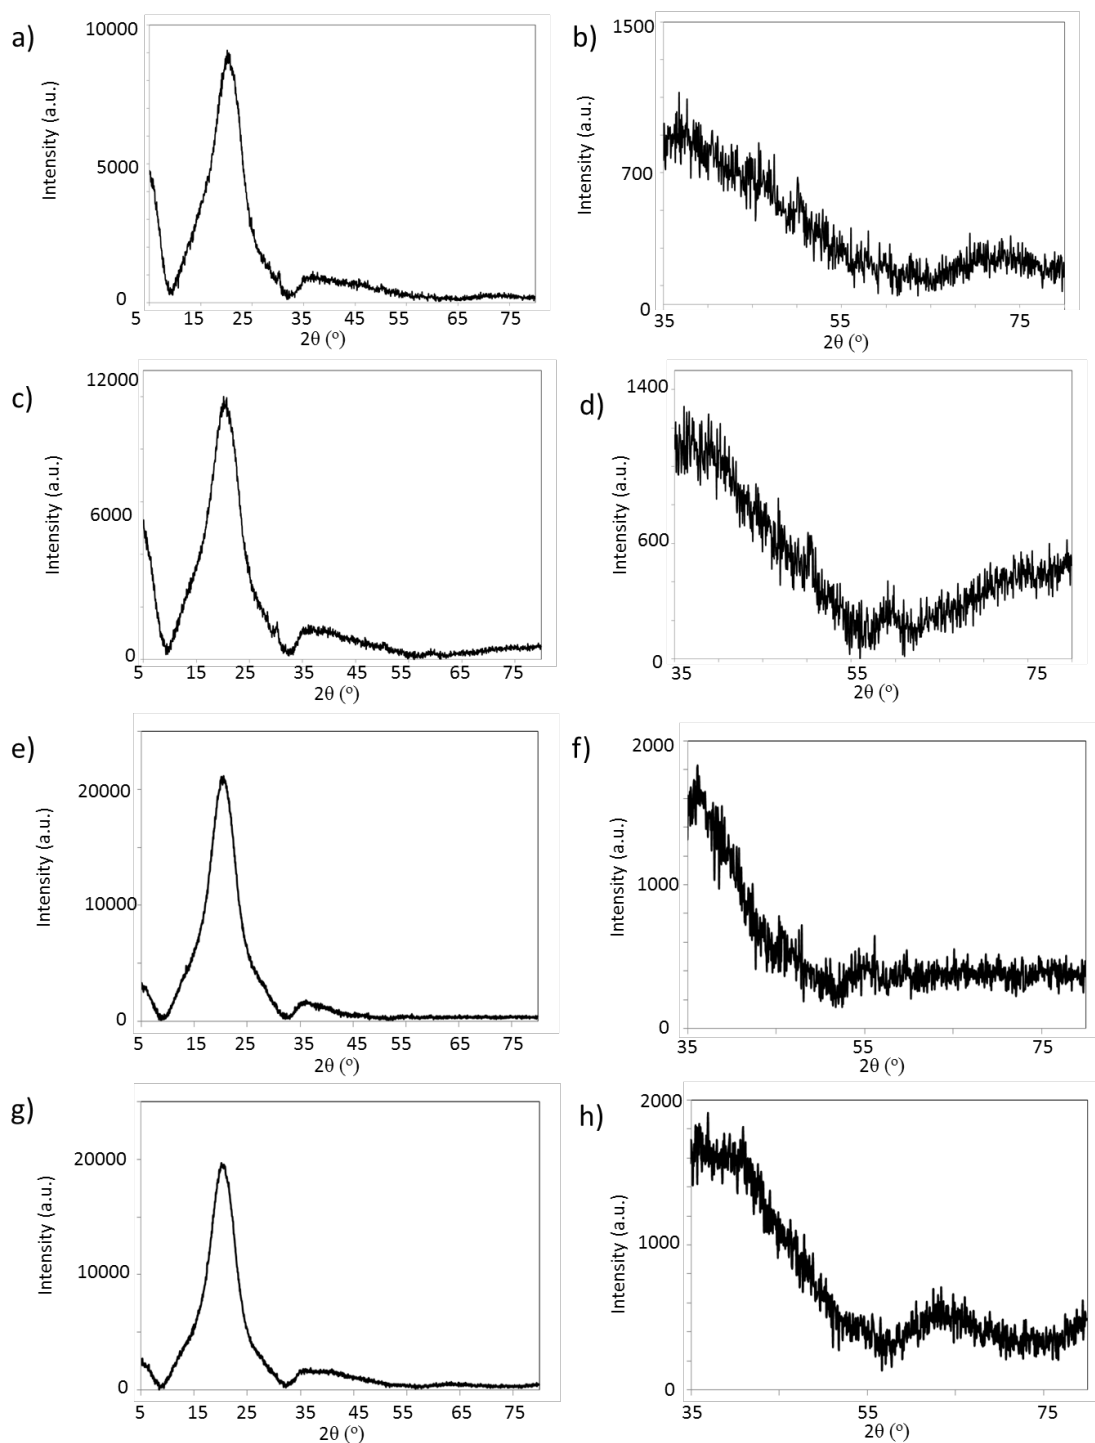 a)
10000
5000
0
Intensity (a.u.)
5 15 25 35 45 55 65 75
2θ (°)
b)
1500
700
0
Intensity (a.u.)
35 55 75
2θ (°)
c)
12000
6000
0
Intensity (a.u.)
5 15 25 35 45 55 65 75
2θ (°)
d)
1400
600
0
Intensity (a.u.)
35 55 75
2θ (°)
e)
20000
10000
0
Intensity (a.u.)
5 15 25 35 45 55 65 75
2θ (°)
f)
2000
1000
0
Intensity (a.u.)
35 55 75
2θ (°)
g)
20000
10000
0
Intensity (a.u.)
5 15 25 35 45 55 65 75
2θ (°)
h)
2000
1000
0
Intensity (a.u.)
35 55 75
2θ (°)